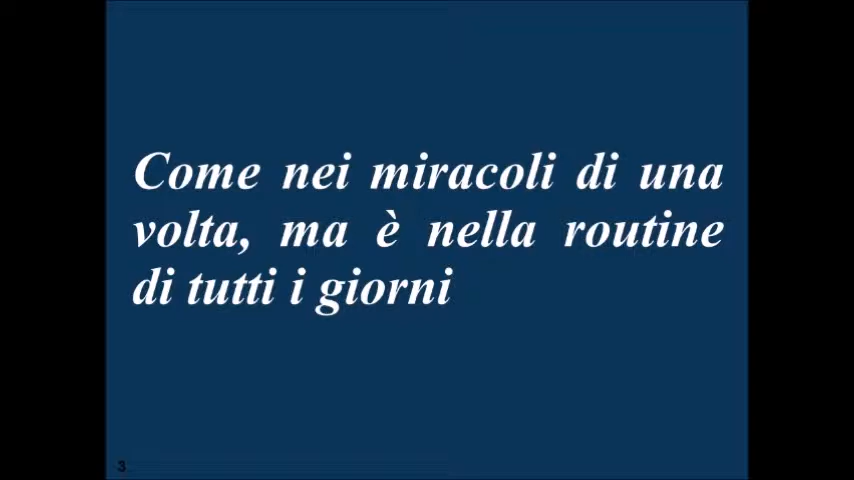 Come nei miracoli di una
volta, ma è nella routine
di tutti i giorni
3